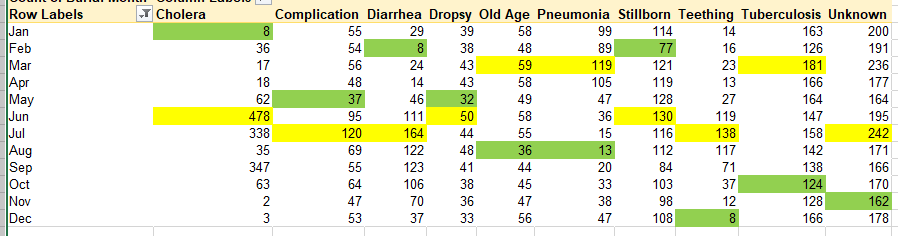 Count of Burial Month Column Labels
Row Labels Cholera Complication Diarrhea Dropsy Old Age Pneumonia Stillborn Teething Tuberculosis Unknown
Jan 8 55 29 39 58 99 114 14 163 200
Feb 36 54 8 38 48 89 77 16 126 191
Mar 17 56 24 43 59 119 121 23 181 236
Apr 18 48 14 43 58 105 119 13 166 177
May 62 37 46 32 49 47 128 27 164 164
Jun 478 95 111 50 58 36 130 119 147 195
Jul 338 120 164 44 55 15 116 138 158 242
Aug 35 69 122 48 36 13 112 117 142 171
Sep 347 55 123 41 44 20 84 71 138 166
Oct 63 64 106 38 45 33 103 37 124 170
Nov 2 47 70 36 47 38 98 12 128 162
Dec 3 53 37 33 56 47 108 8 166 178